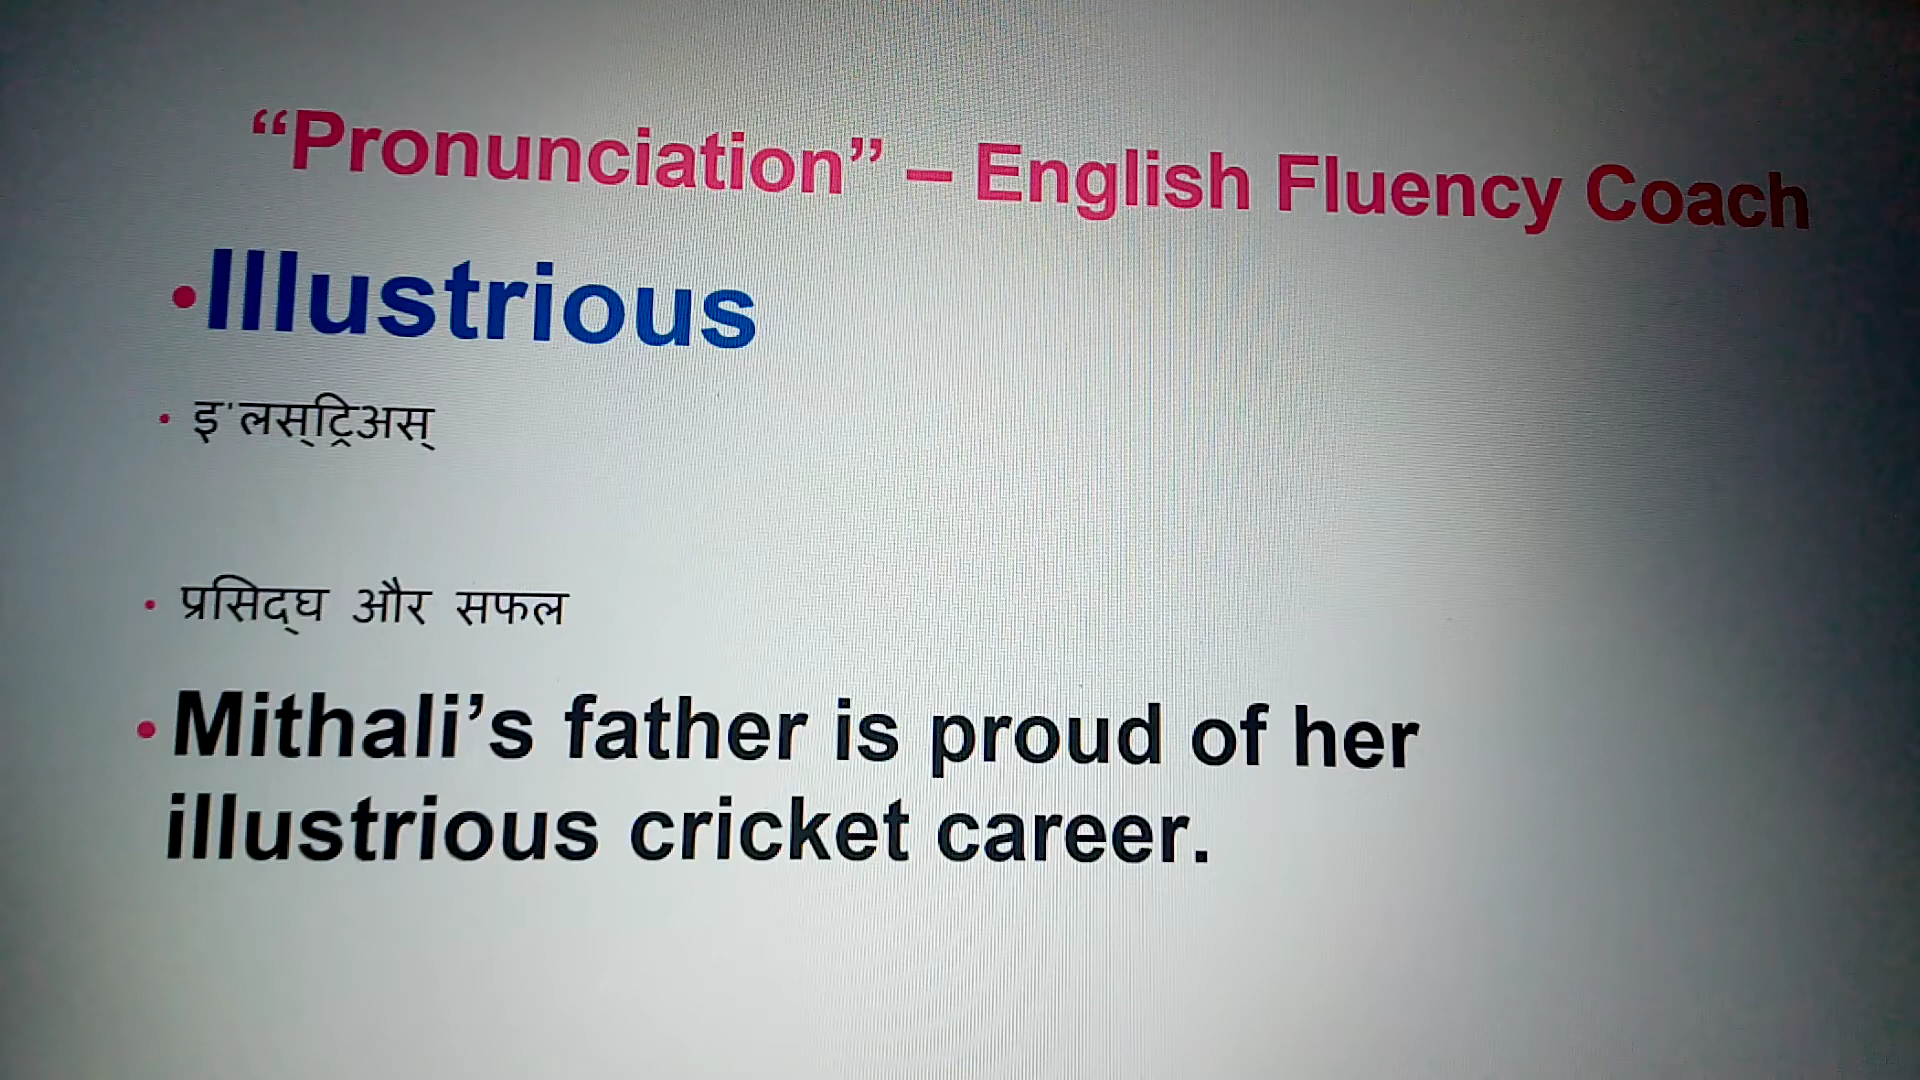 “Pronunciation” – English Fluency Coach
•Illustrious
• इ'लस्‌ट्रिअस्‌
• प्रसिद्‌घ और सफल
•Mithali’s father is proud of her
illustrious cricket career.